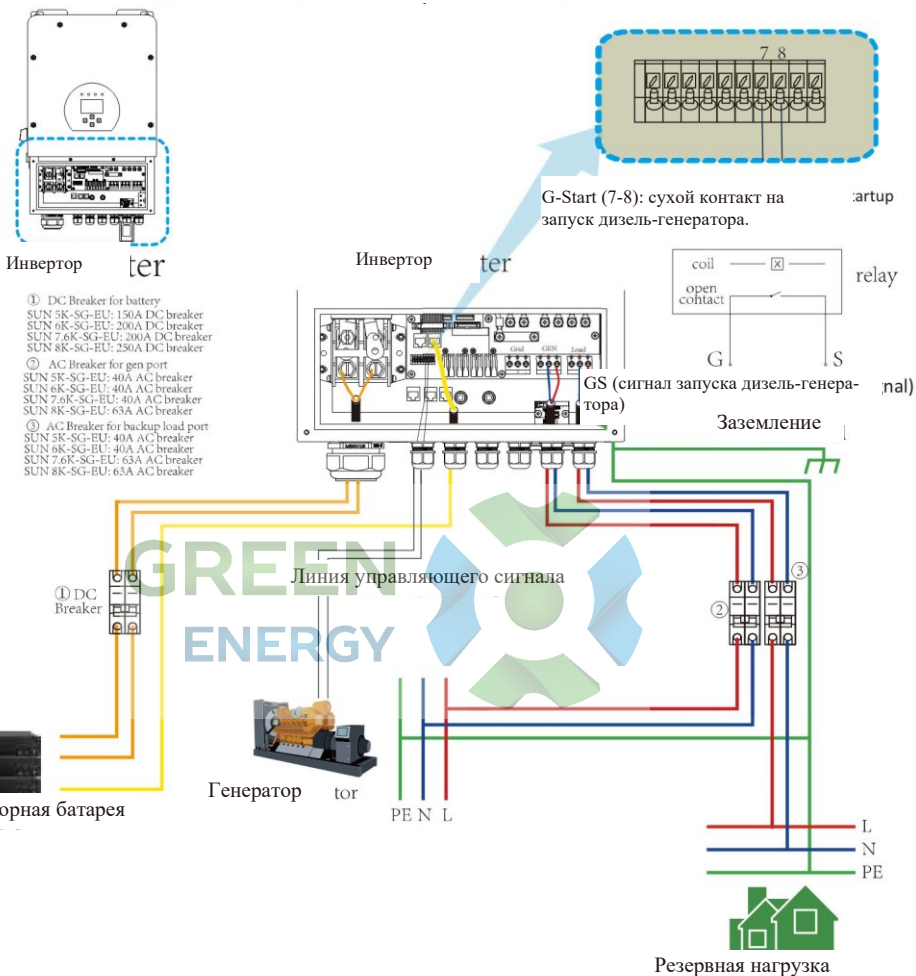 7 8
G-Start (7-8): сухой контакт на
запуск дизель-генератора.
artup
Инвертор
ter
Инвертор
ter
coil
X
open
contact
relay
G S
① DC Breaker for battery
SUN 5K-SG-EU: 150A DC breaker
SUN 6K-SG-EU: 200A DC breaker
SUN 7.6K-SG-EU: 200A DC breaker
SUN 8K-SG-EU: 250A DC breaker
② AC Breaker for gen port
SUN 5K-SG-EU: 40A AC breaker
SUN 6K-SG-EU: 40A AC breaker
SUN 7.6K-SG-EU: 40A AC breaker
SUN 8K-SG-EU: 63A AC breaker
③ AC Breaker for backup load port
SUN 5K-SG-EU: 40A AC breaker
SUN 6K-SG-EU: 40A AC breaker
SUN 7.6K-SG-EU: 63A AC breaker
SUN 8K-SG-EU: 63A AC breaker
Grid GEN Load
GS (сигнал запуска дизель-генера-
тора)
nal)
Заземление
GREEN
ENERGY
Линия управляющего сигнала
① DC
Breaker
②
③
Генератор
tor
орная батарея
PE N L
L
N
PE
Резервная нагрузка